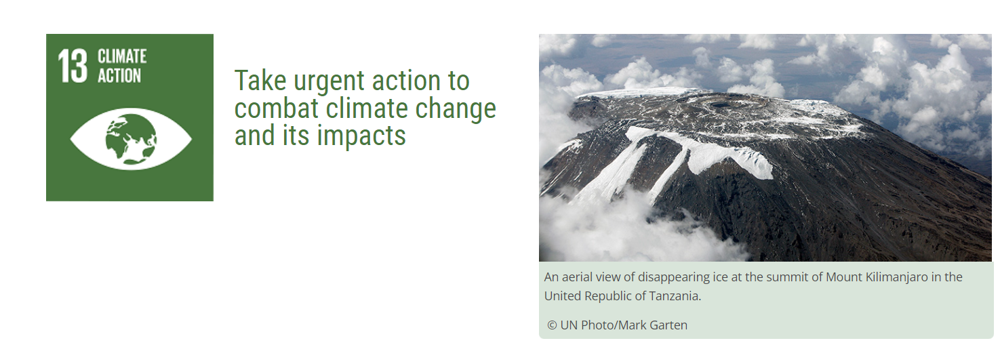 13 CLIMATE
ACTION
Take urgent action to
combat climate change
and its impacts
An aerial view of disappearing ice at the summit of Mount Kilimanjaro in the
United Republic of Tanzania.
© UN Photo/Mark Garten